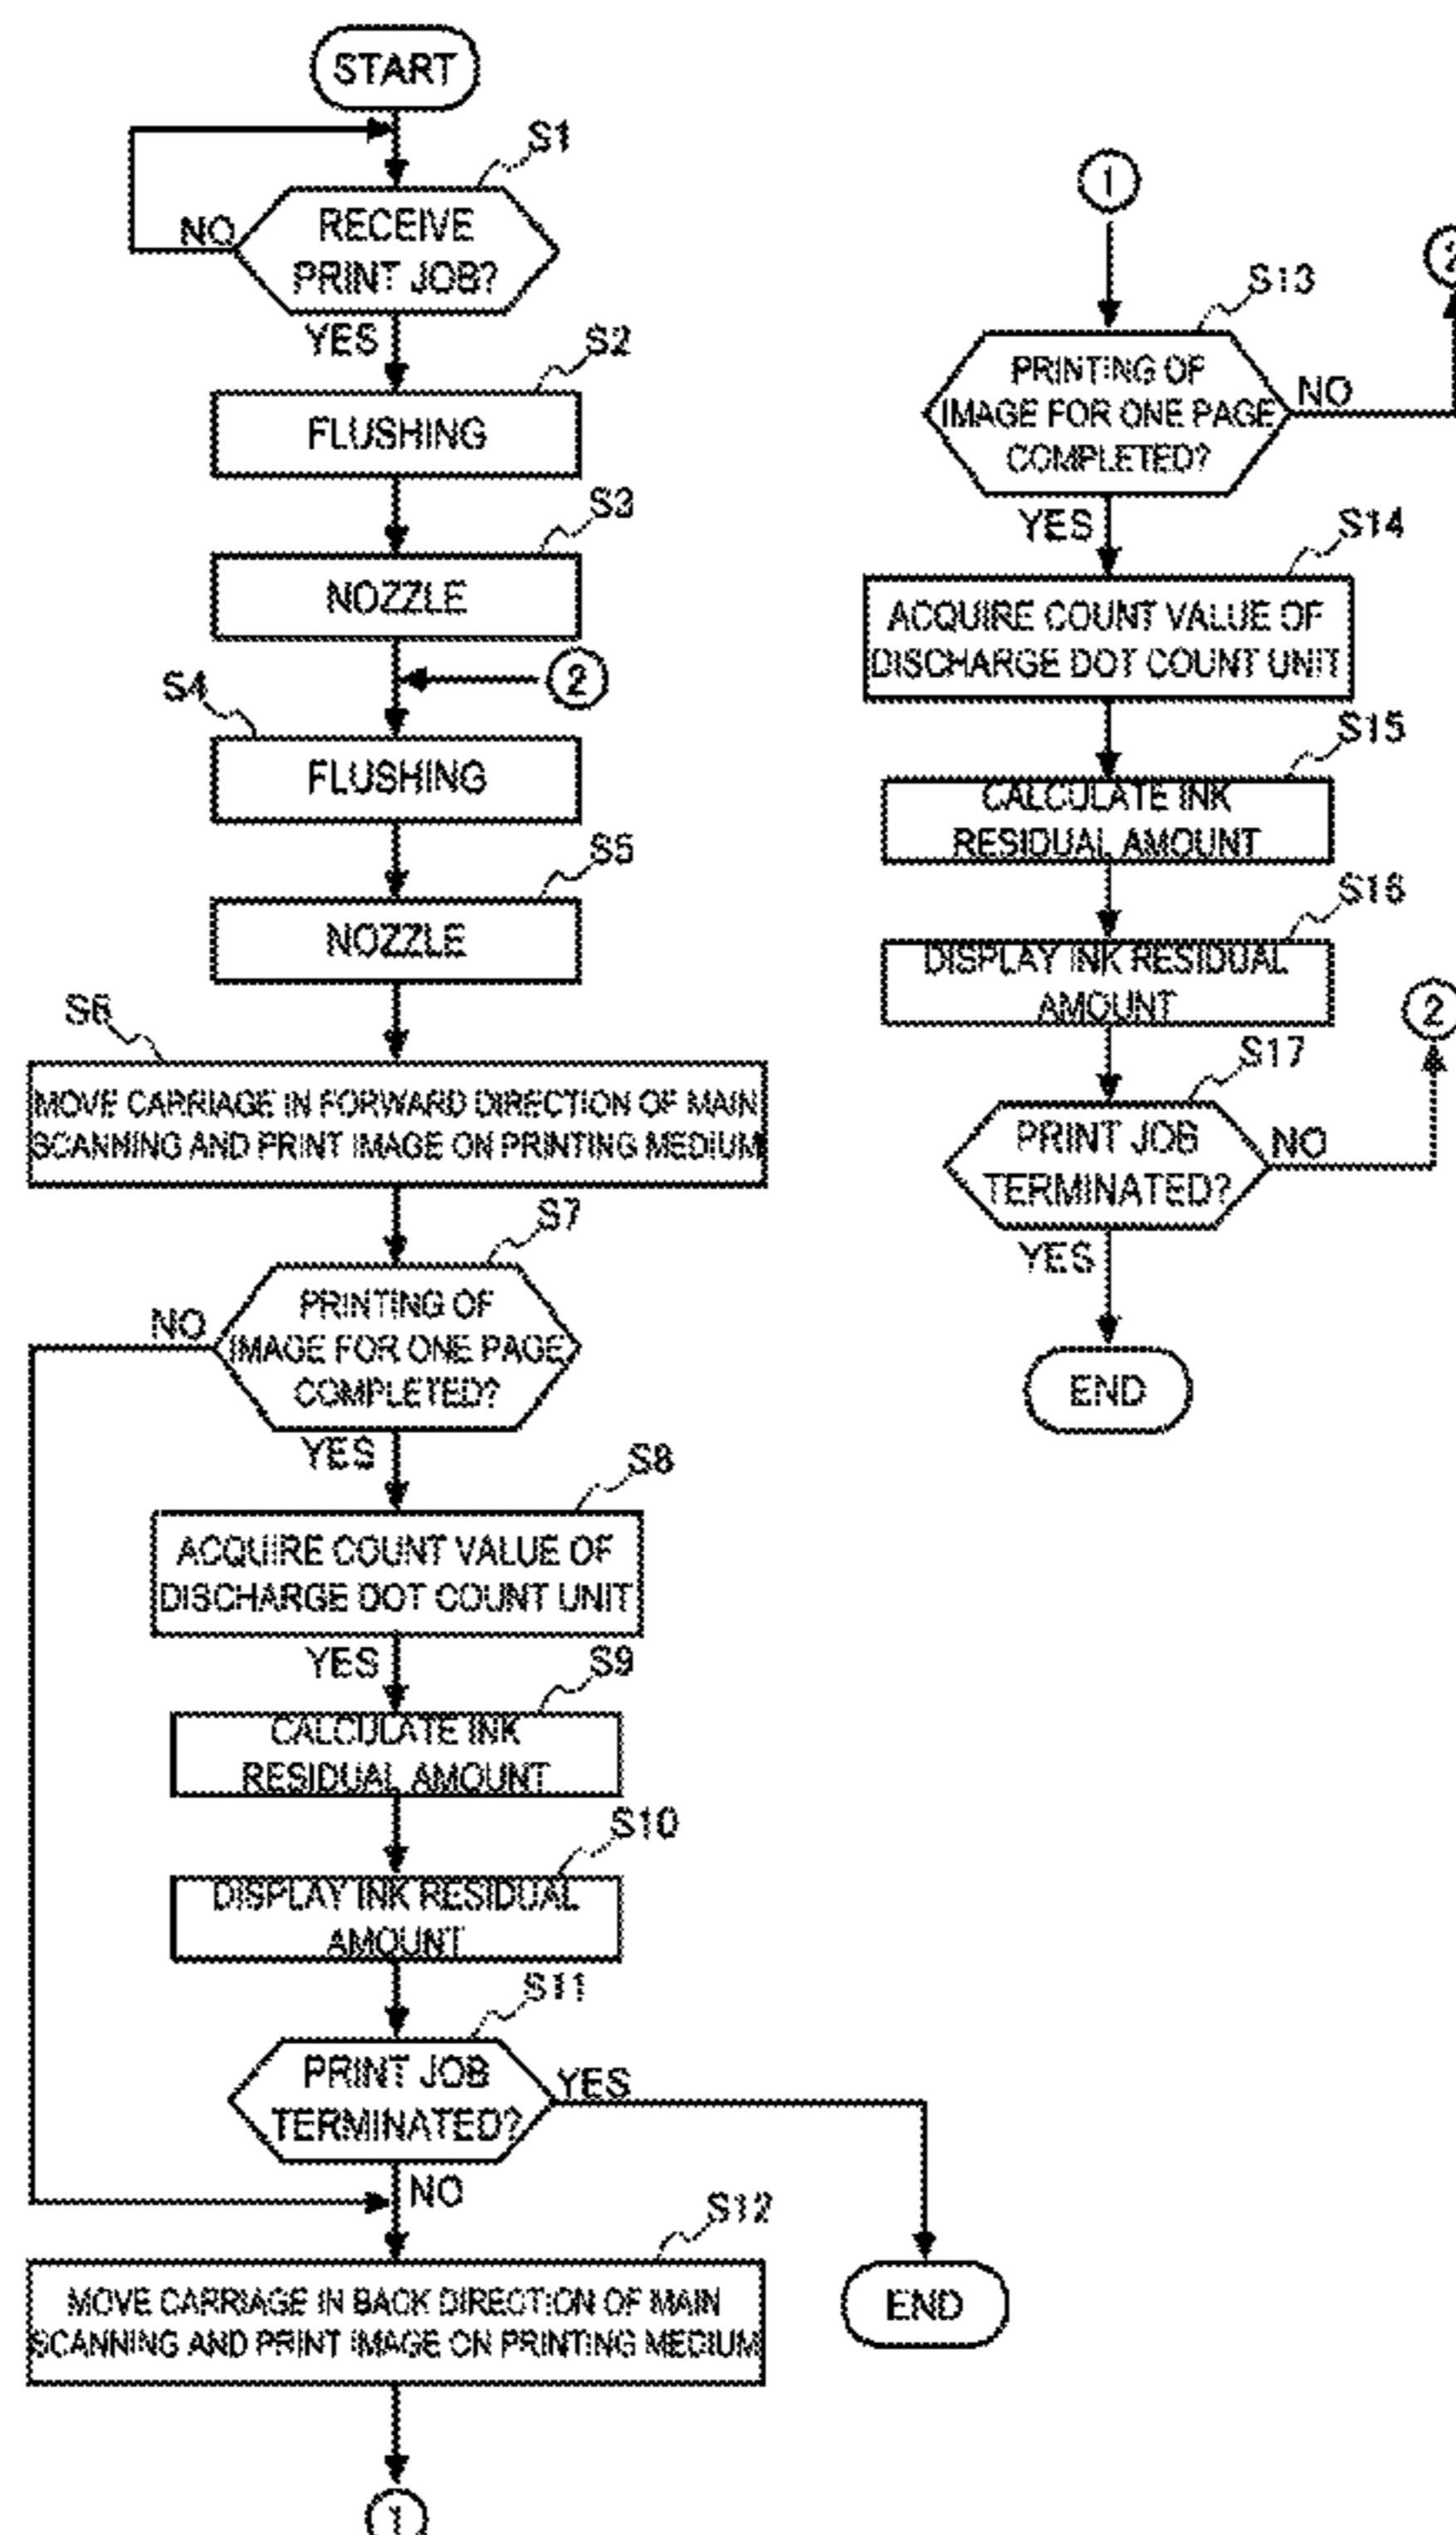 START
S1
NO
RECEIVE
PRINT JOB?
YES
S2
FLUSHING
S3
NOZZLE
2
S4
FLUSHING
S5
NOZZLE
S6
MOVE CARRIAGE IN FORWARD DIRECTION OF MAIN
SCANNING AND PRINT IMAGE ON PRINTING MEDIUM
S7
NO
PRINTING OF
IMAGE FOR ONE PAGE
COMPLETED?
YES
S8
ACQUIRE COUNT VALUE OF
DISCHARGE DOT COUNT UNIT
YES
S9
CALCULATE INK
RESIDUAL AMOUNT
S10
DISPLAY INK RESIDUAL
AMOUNT
S11
PRINT JOB
TERMINATED?
YES
NO
END
S12
MOVE CARRIAGE IN BACK DIRECTION OF MAIN
SCANNING AND PRINT IMAGE ON PRINTING MEDIUM
1
1
2
S13
PRINTING OF
IMAGE FOR ONE PAGE
COMPLETED?
NO
YES
S14
ACQUIRE COUNT VALUE OF
DISCHARGE DOT COUNT UNIT
S15
CALCULATE INK
RESIDUAL AMOUNT
S16
DISPLAY INK RESIDUAL
AMOUNT
2
S17
PRINT JOB
TERMINATED?
NO
YES
END